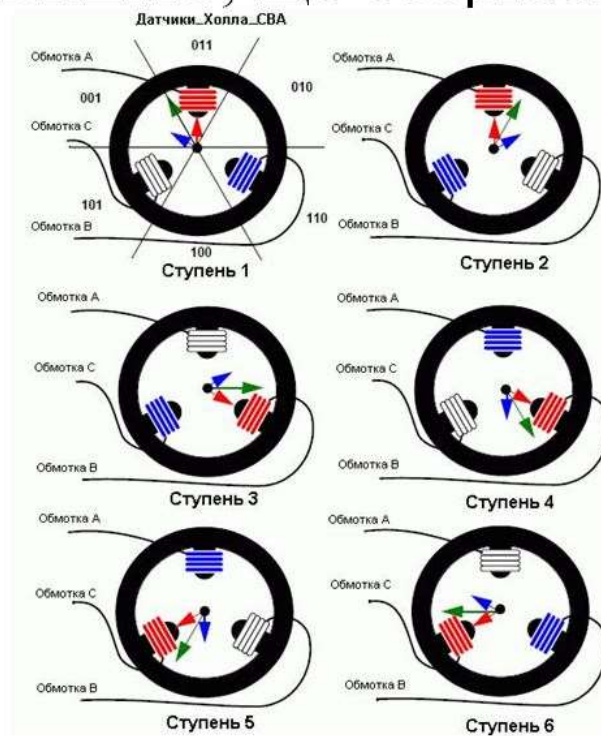 Датчики_Холла_СВА
Обмотка А
011
001
010
Обмотка С
101
110
Обмотка В
100
Ступень 1
Обмотка А
Обмотка С
Обмотка В
Ступень 2
Обмотка А
Обмотка С
Обмотка В
Ступень 3
Обмотка А
Обмотка С
Обмотка В
Ступень 4
Обмотка А
Обмотка С
Обмотка В
Ступень 5
Обмотка А
Обмотка С
Обмотка В
Ступень 6